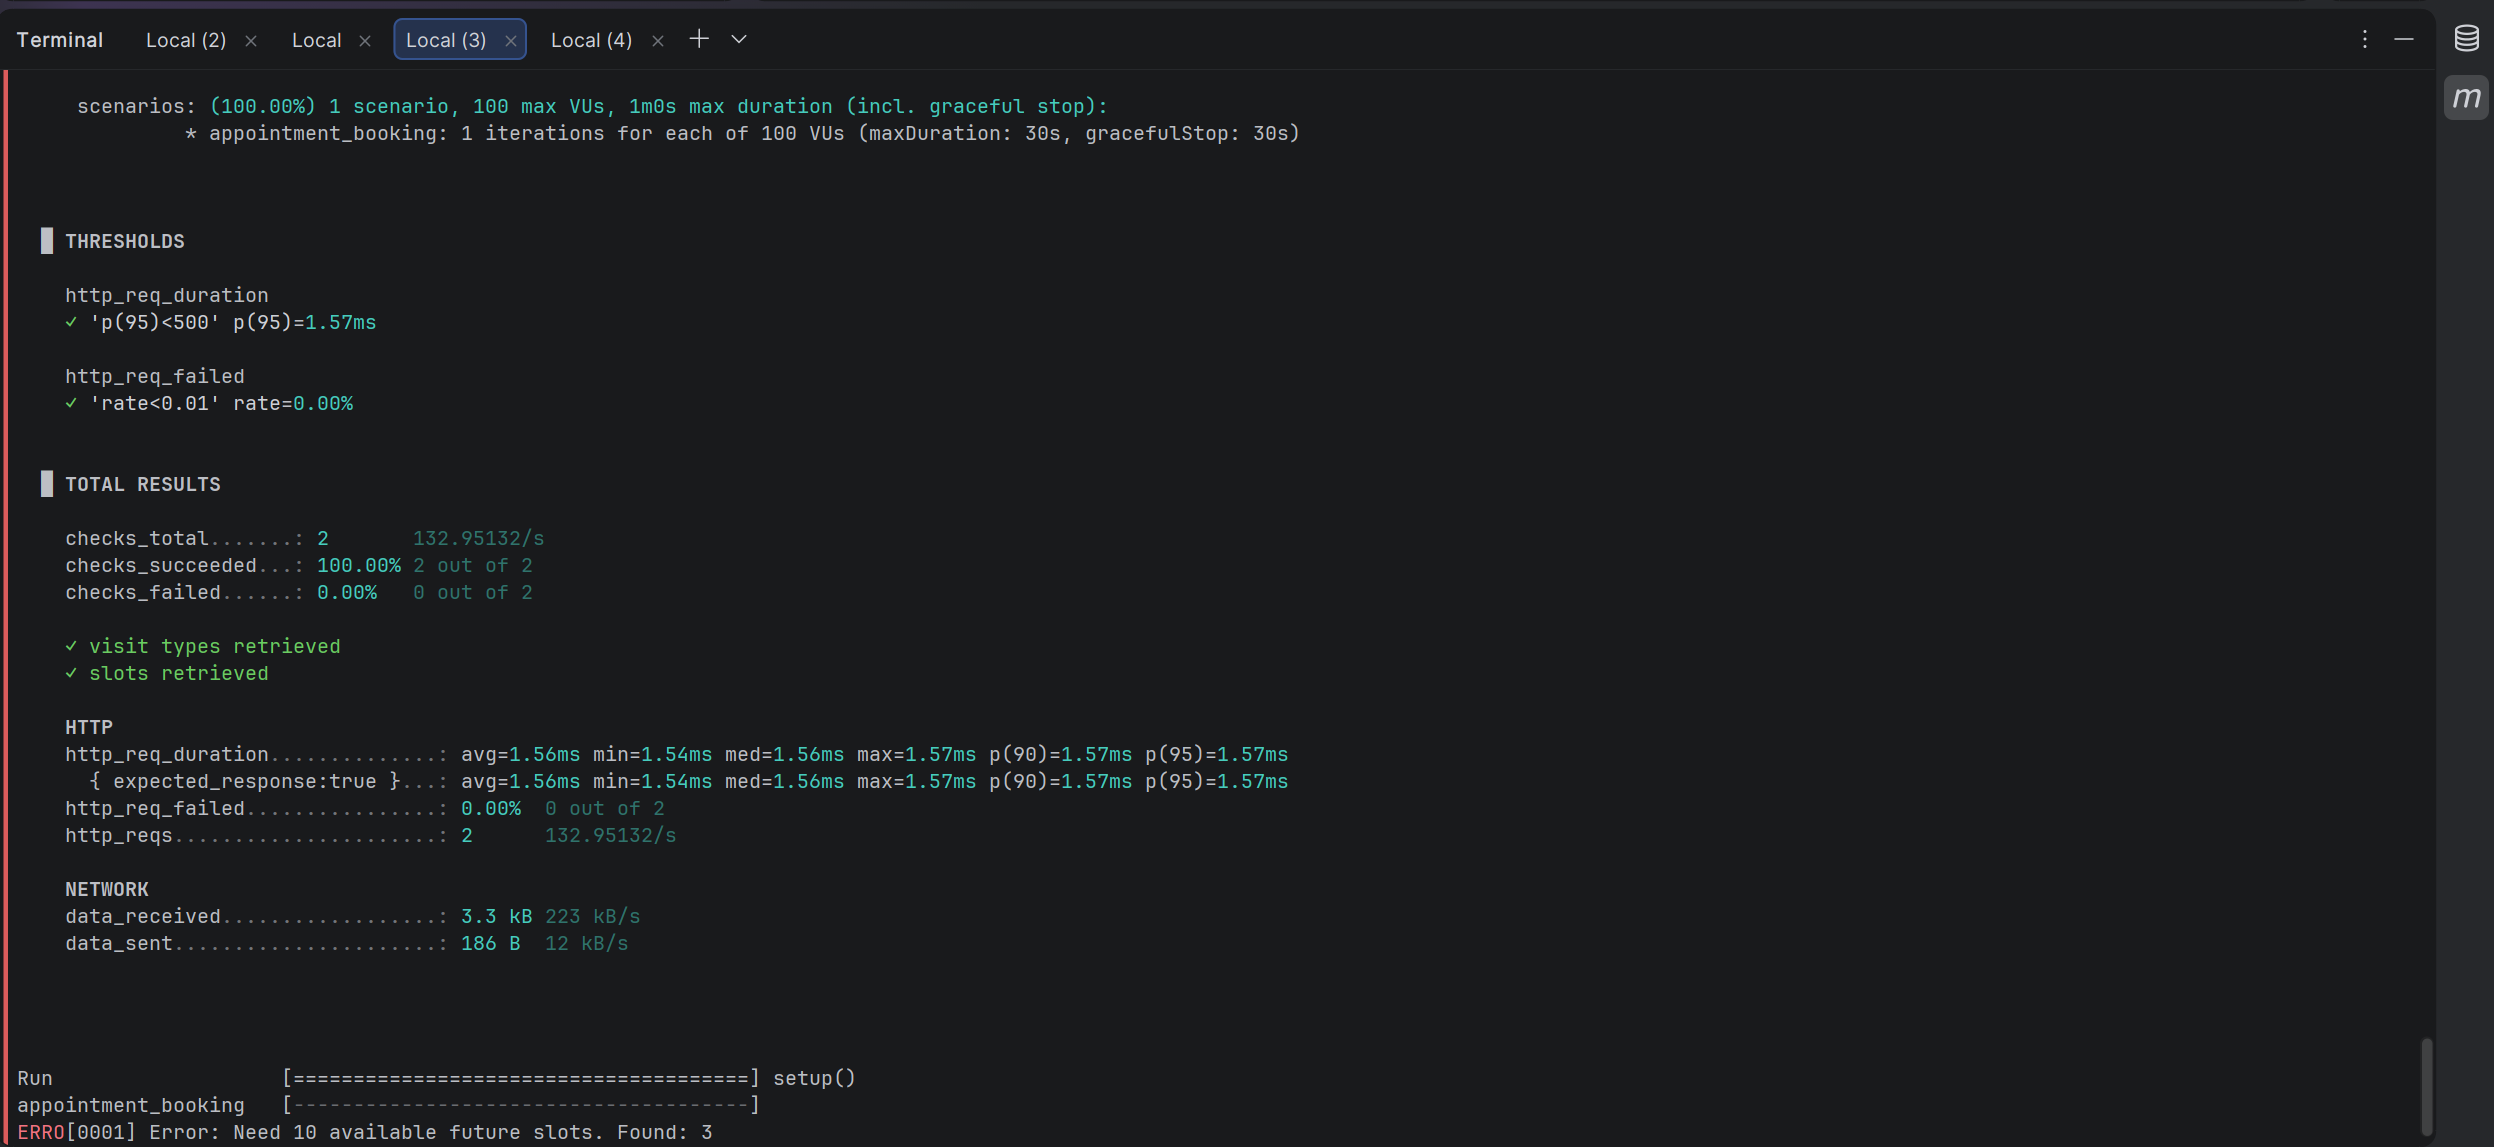 Terminal Local (2) × Local × Local (3) × Local (4) × +
m
scenarios: (100.00%) 1 scenario, 100 max VUs, 1m0s max duration (incl. graceful stop):
* appointment_booking: 1 iterations for each of 100 VUs (maxDuration: 30s, gracefulStop: 30s)
█ THRESHOLDS
http_req_duration
✓ 'p(95)<500' p(95)=1.57ms
http_req_failed
✓ 'rate<0.01' rate=0.00%
█ TOTAL RESULTS
checks_total.......: 2 132.95132/s
checks_succeeded...: 100.00% 2 out of 2
checks_failed......: 0.00% 0 out of 2
✓ visit types retrieved
✓ slots retrieved
HTTP
http_req_duration..............: avg=1.56ms min=1.54ms med=1.56ms max=1.57ms p(90)=1.57ms p(95)=1.57ms
{ expected_response:true }...: avg=1.56ms min=1.54ms med=1.56ms max=1.57ms p(90)=1.57ms p(95)=1.57ms
http_req_failed................: 0.00% 0 out of 2
http_reqs......................: 2 132.95132/s
NETWORK
data_received..................: 3.3 kB 223 kB/s
data_sent......................: 186 B 12 kB/s
Run [======================================] setup()
appointment_booking [--------------------------------------]
ERRO[0001] Error: Need 10 available future slots. Found: 3